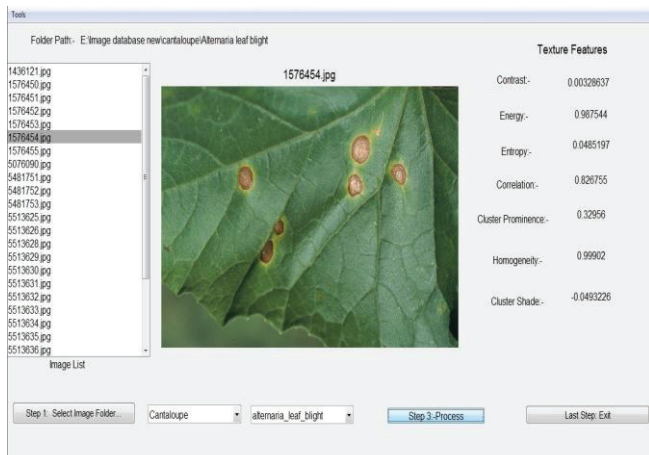 Tools
Folder Path:- E:\Image database new\cantaloupe\Alternaria leaf blight
1436121.jpg
1576450.jpg
1576451.jpg
1576452.jpg
1576453.jpg
1576454.jpg
1576455.jpg
5076090.jpg
5481751.jpg
5481752.jpg
5481753.jpg
5513625.jpg
5513626.jpg
5513628.jpg
5513629.jpg
5513630.jpg
5513631.jpg
5513632.jpg
5513633.jpg
5513634.jpg
5513635.jpg
5513636.jpg
Image List
1576454.jpg
Texture Features
Contrast:- 0.00328637
Energy:- 0.987544
Entropy:- 0.0485197
Correlation:- 0.826755
Cluster Prominence:- 0.32956
Homogeneity:- 0.99902
Cluster Shade:- -0.0493226
Step 1: Select Image Folder...
Cantaloupe
alternaria_leaf_blight
Step 3:-Process
Last Step: Exit